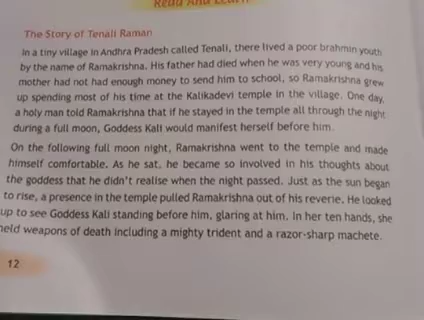 Read And Learn
The Story of Tenali Raman
In a tiny village in Andhra Pradesh called Tenali, there lived a poor brahmin youth
by the name of Ramakrishna. His father had died when he was very young and his
mother had not had enough money to send him to school, so Ramakrishna grew
up spending most of his time at the Kalikadevi temple in the village. One day,
a holy man told Ramakrishna that if he stayed in the temple all through the night
during a full moon, Goddess Kali would manifest herself before him.
On the following full moon night, Ramakrishna went to the temple and made
himself comfortable. As he sat, he became so involved in his thoughts about
the goddess that he didn't realise when the night passed. Just as the sun began
to rise, a presence in the temple pulled Ramakrishna out of his reverie. He looked
up to see Goddess Kali standing before him, glaring at him. In her ten hands, she
held weapons of death including a mighty trident and a razor-sharp machete.
12